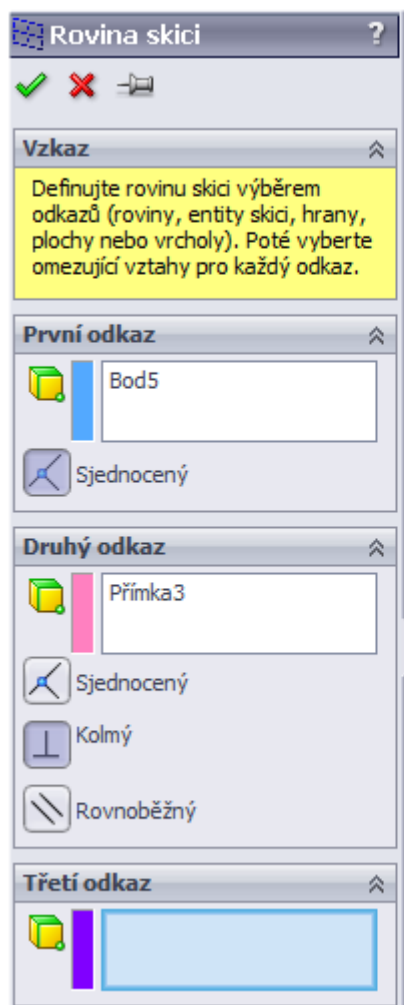 Rovina skici ?
Vzkaz
Definujte rovinu skici výběrem
odkazů (roviny, entity skici, hrany,
plochy nebo vrcholy). Poté vyberte
omezující vztahy pro každý odkaz.
První odkaz
Bod5
Sjednocený
Druhý odkaz
Přímka3
Sjednocený
Kolmý
Rovnoběžný
Třetí odkaz